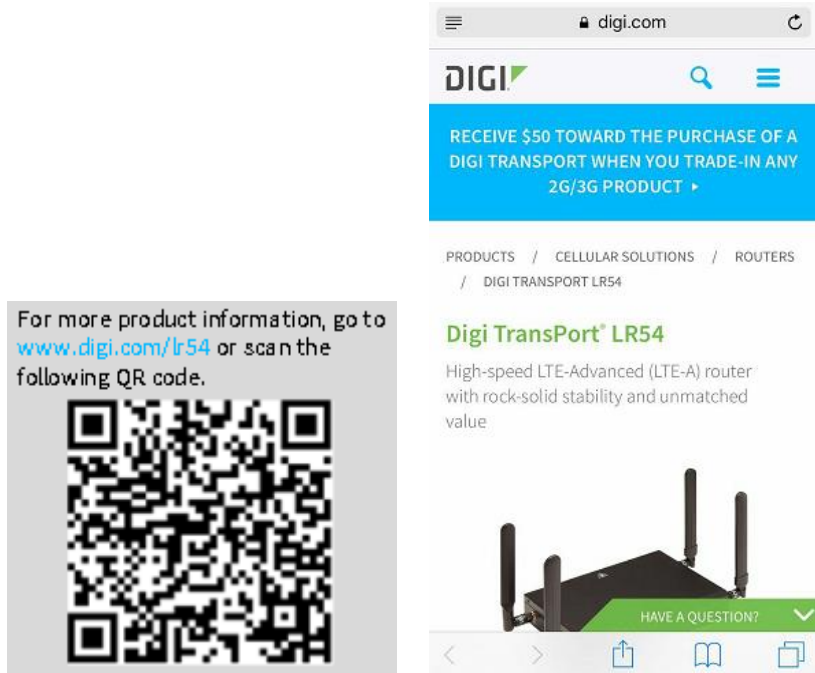 For more product information, go to
www.digi.com/lr54 or scan the
following QR code.
digi.com
DIGI
RECEIVE $50 TOWARD THE PURCHASE OF A
DIGI TRANSPORT WHEN YOU TRADE-IN ANY
2G/3G PRODUCT ▸
PRODUCTS / CELLULAR SOLUTIONS / ROUTERS
/ DIGI TRANSPORT LR54
Digi TransPort® LR54
High-speed LTE-Advanced (LTE-A) router
with rock-solid stability and unmatched
value
HAVE A QUESTION?